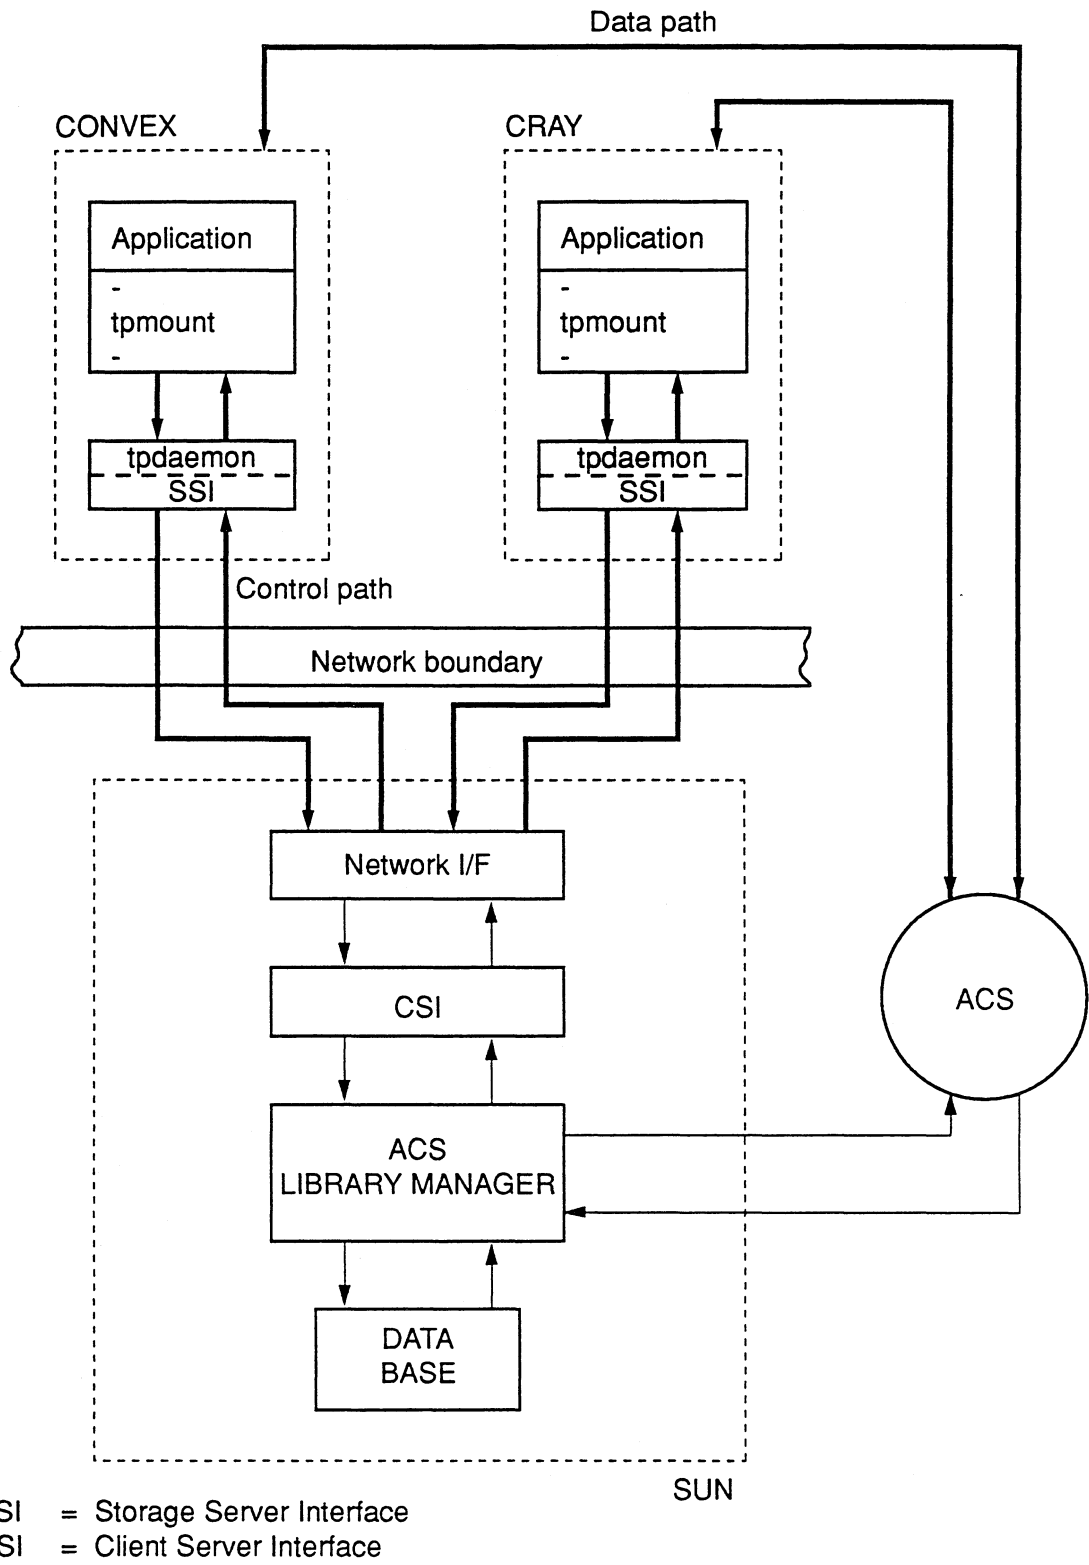 Data path
CONVEX
CRAY
Application
-
tpmount
-
Application
-
tpmount
-
tpdaemon
SSI
tpdaemon
SSI
Control path
Network boundary
Network I/F
CSI
ACS
ACS
LIBRARY MANAGER
DATA
BASE
SUN
SI = Storage Server Interface
SI = Client Server Interface